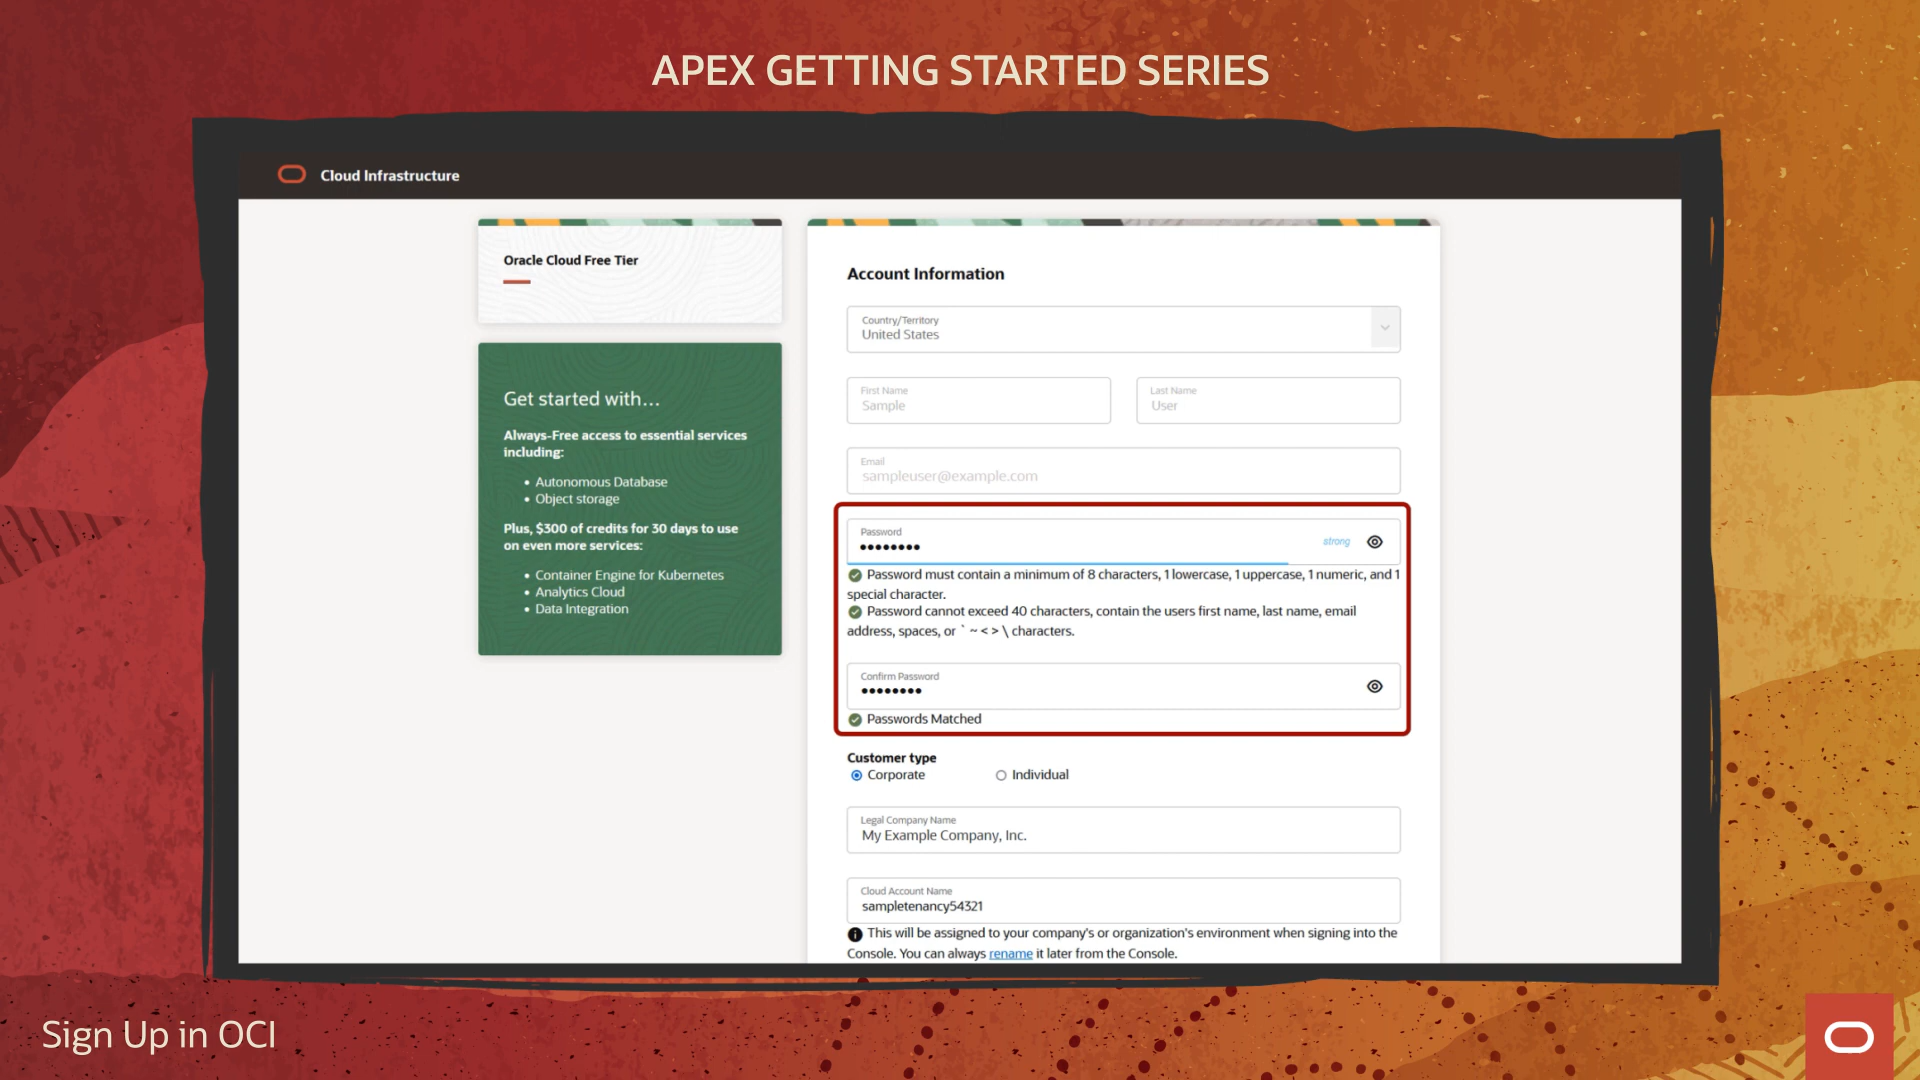 APEX GETTING STARTED SERIES
Cloud Infrastructure
Oracle Cloud Free Tier
Get started with...
Always-Free access to essential services
including:
• Autonomous Database
• Object storage
Plus, $300 of credits for 30 days to use
on even more services:
• Container Engine for Kubernetes
• Analytics Cloud
• Data Integration
Account Information
Country/Territory
United States
First Name
Sample
Last Name
User
Email
sampleuser@example.com
Password
••••••••
strong
Password must contain a minimum of 8 characters, 1 lowercase, 1 uppercase, 1 numeric, and 1
special character.
Password cannot exceed 40 characters, contain the users first name, last name, email
address, spaces, or ` ~ < > \ characters.
Confirm Password
••••••••
Passwords Matched
Customer type
Corporate
Individual
Legal Company Name
My Example Company, Inc.
Cloud Account Name
sampletenancy54321
This will be assigned to your company's or organization's environment when signing into the
Console. You can always rename it later from the Console.
Sign Up in OCI